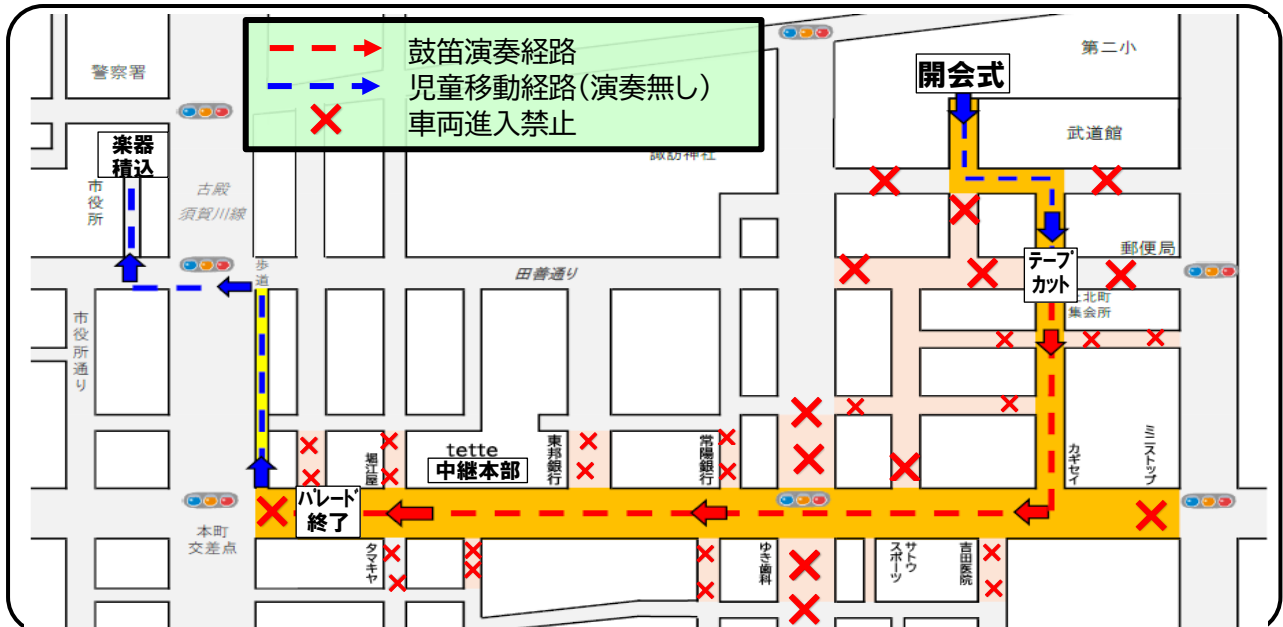 鼓笛演奏経路
児童移動経路(演奏無し)
車両進入禁止
警察署
第二小
開会式
武道館
諏訪神社
楽器
積込
市役所
古殿
須賀川線
歩道
田善通り
郵便局
テープ
カット
北町
集会所
市役所通り
堀江屋
tette
中継本部
東邦銀行
常陽銀行
カギセイ
ミニストップ
パレード
終了
本町
交差点
タマキヤ
ゆき歯科
サトウ
スポーツ
吉田医院